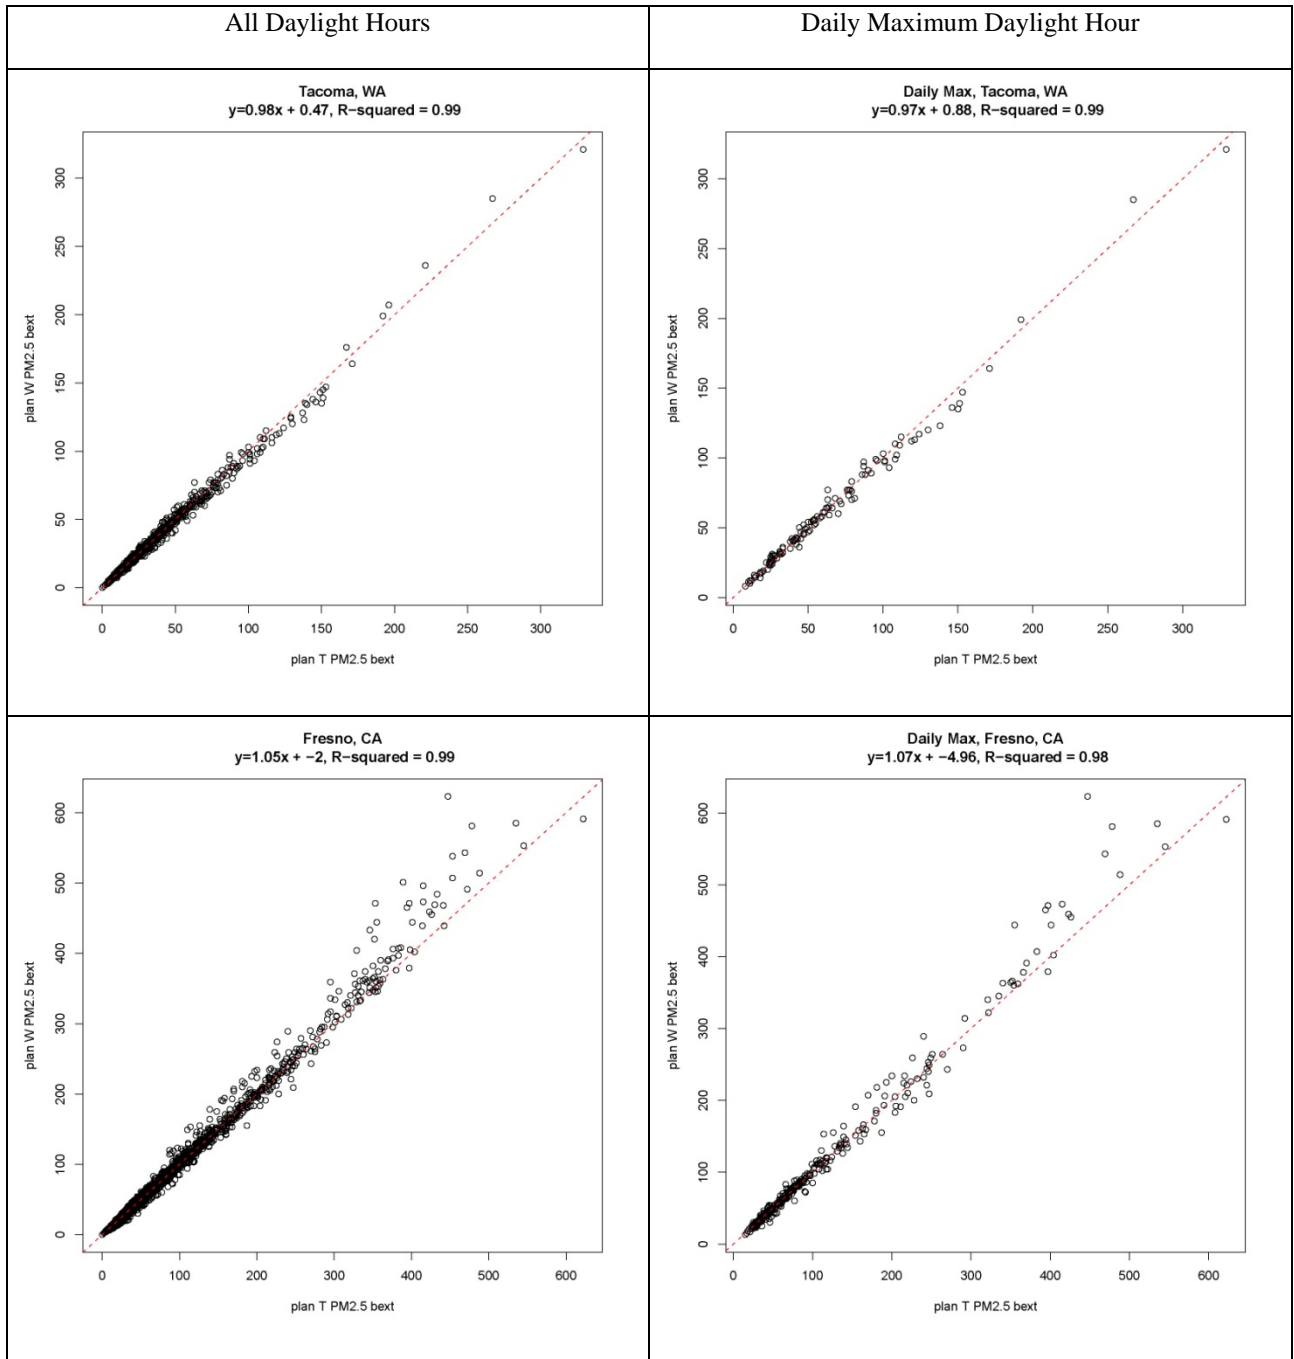 All Daylight Hours
Daily Maximum Daylight Hour
Tacoma, WA
y=0.98x + 0.47, R−squared = 0.99
plan W PM2.5 bext
0 50 100 150 200 250 300
0 50 100 150 200 250 300
plan T PM2.5 bext
Daily Max, Tacoma, WA
y=0.97x + 0.88, R−squared = 0.99
plan W PM2.5 bext
0 50 100 150 200 250 300
0 50 100 150 200 250 300
plan T PM2.5 bext
Fresno, CA
y=1.05x + −2, R−squared = 0.99
plan W PM2.5 bext
0 100 200 300 400 500 600
0 100 200 300 400 500 600
plan T PM2.5 bext
Daily Max, Fresno, CA
y=1.07x + −4.96, R−squared = 0.98
plan W PM2.5 bext
0 100 200 300 400 500 600
0 100 200 300 400 500 600
plan T PM2.5 bext